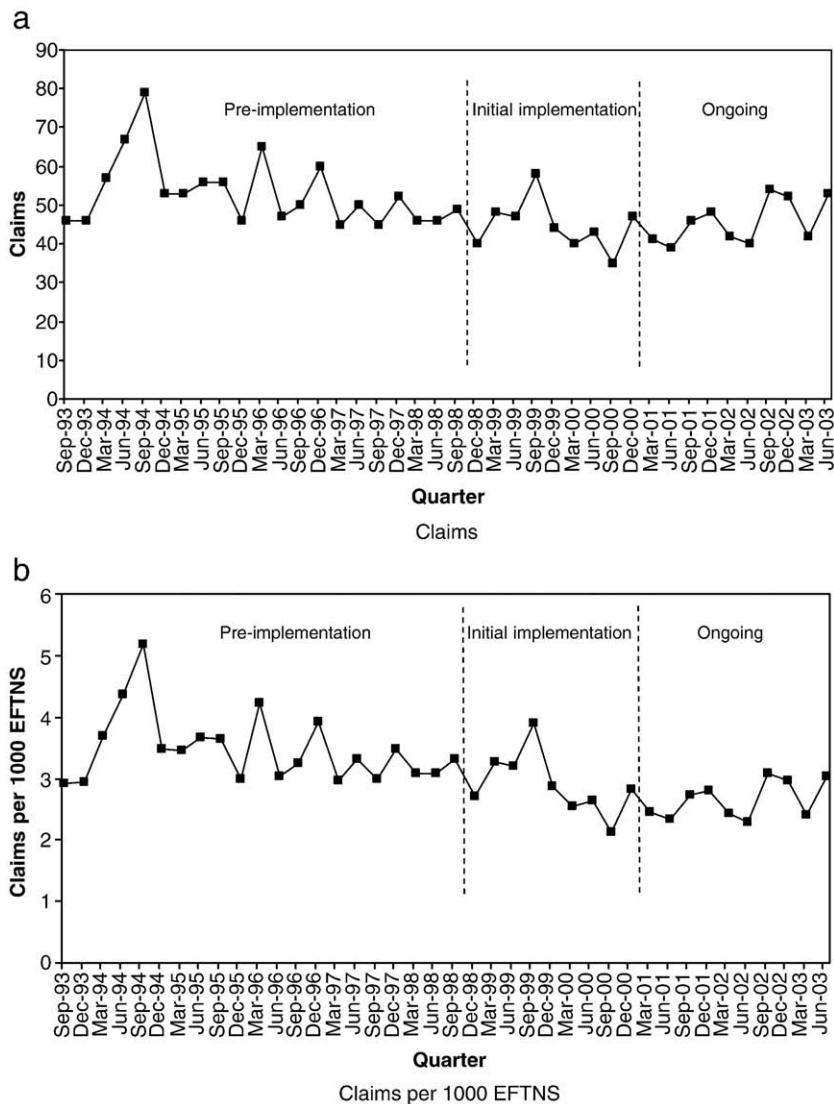 a
90
80
70
60
50
40
30
20
10
0
Claims
Pre-implementation
Initial implementation
Ongoing
Sep-93
Dec-93
Mar-94
Jun-94
Sep-94
Dec-94
Mar-95
Jun-95
Sep-95
Dec-95
Mar-96
Jun-96
Sep-96
Dec-96
Mar-97
Jun-97
Sep-97
Dec-97
Mar-98
Jun-98
Sep-98
Dec-98
Mar-99
Jun-99
Sep-99
Dec-99
Mar-00
Jun-00
Sep-00
Dec-00
Mar-01
Jun-01
Sep-01
Dec-01
Mar-02
Jun-02
Sep-02
Dec-02
Mar-03
Jun-03
Quarter
Claims
b
6
5
4
3
2
1
0
Claims per 1000 EFTNS
Pre-implementation
Initial implementation
Ongoing
Sep-93
Dec-93
Mar-94
Jun-94
Sep-94
Dec-94
Mar-95
Jun-95
Sep-95
Dec-95
Mar-96
Jun-96
Sep-96
Dec-96
Mar-97
Jun-97
Sep-97
Dec-97
Mar-98
Jun-98
Sep-98
Dec-98
Mar-99
Jun-99
Sep-99
Dec-99
Mar-00
Jun-00
Sep-00
Dec-00
Mar-01
Jun-01
Sep-01
Dec-01
Mar-02
Jun-02
Sep-02
Dec-02
Mar-03
Jun-03
Quarter
Claims per 1000 EFTNS